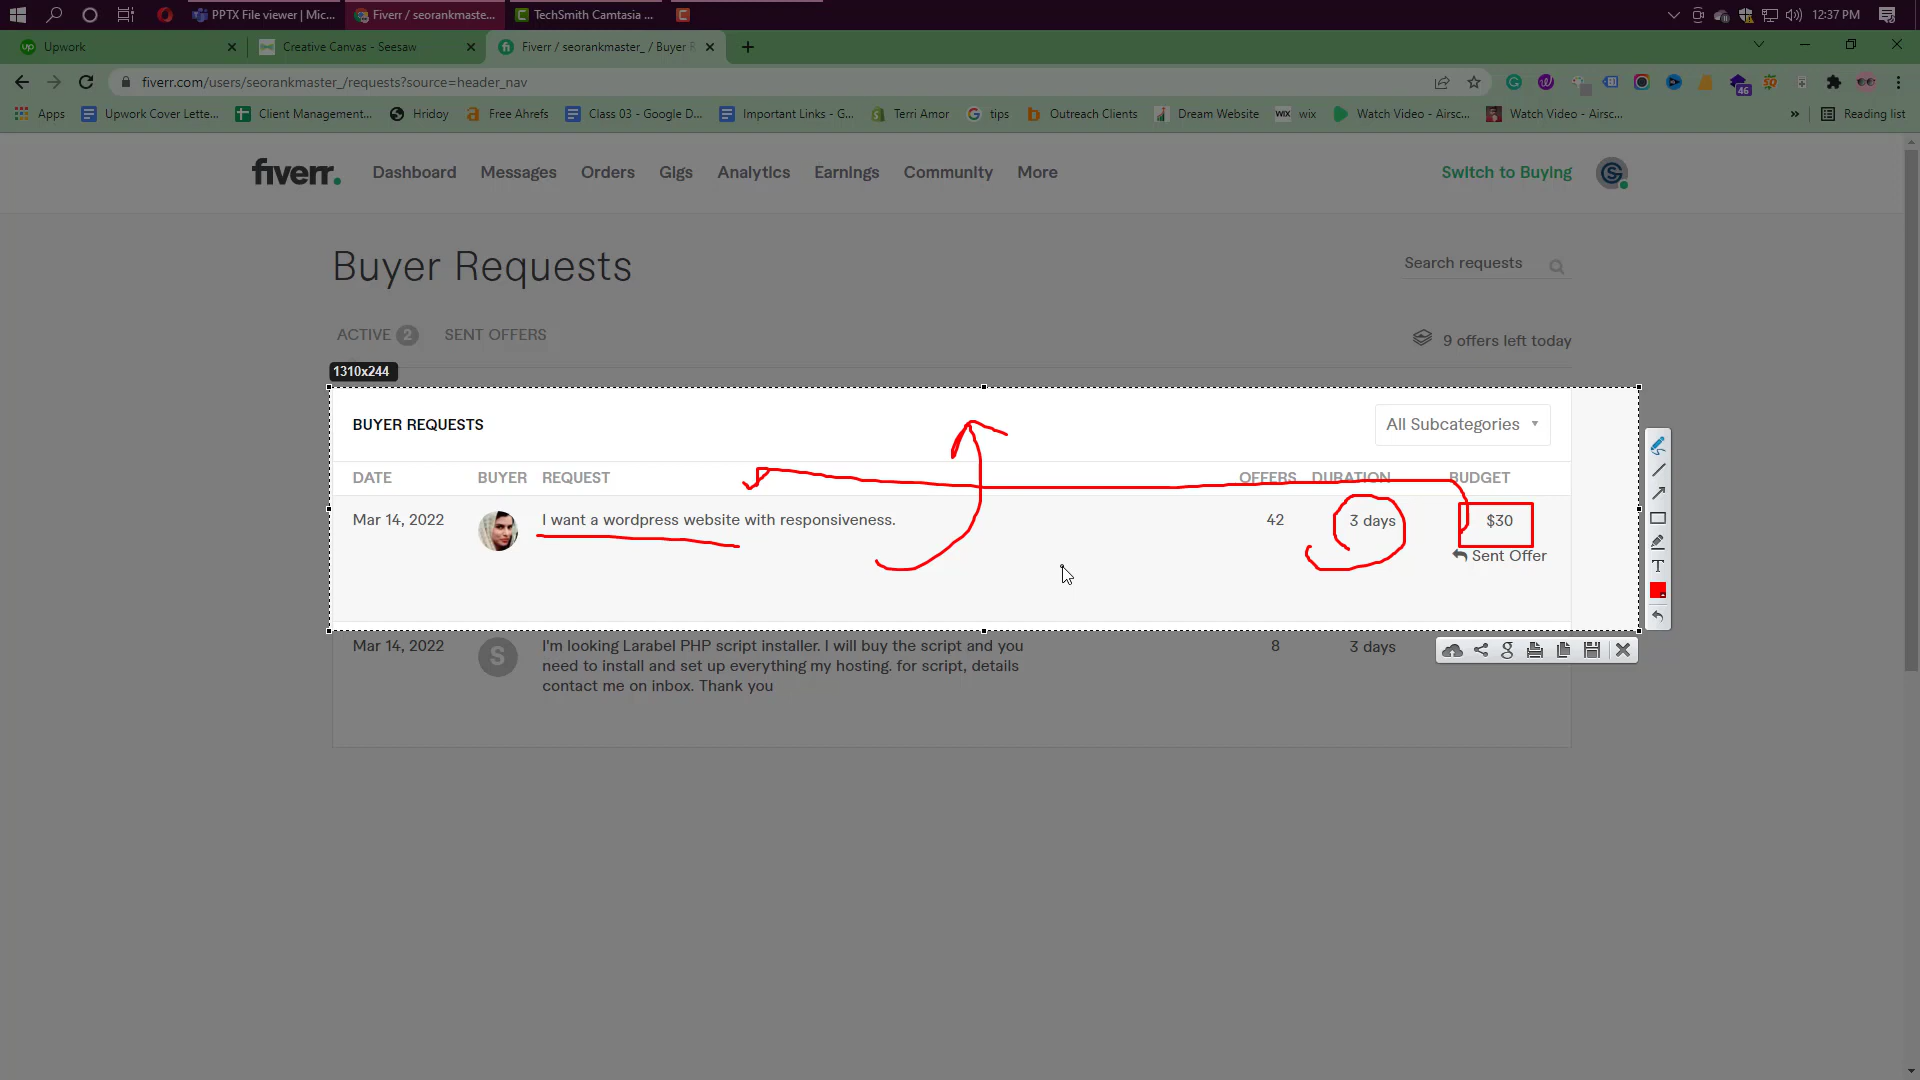 PPTX File viewer | Mic...
Fiverr / seorankmaste...
TechSmith Camtasia ...
12:37 PM
Upwork
Creative Canvas - Seesaw
Fiverr / seorankmaster_ / Buyer R
fiverr.com/users/seorankmaster_/requests?source=header_nav
46
Apps
Upwork Cover Lette...
Client Management...
Hridoy
Free Ahrefs
Class 03 - Google D...
Important Links - G...
Terri Amor
tips
Outreach Clients
Dream Website
WIX wix
Watch Video - Airsc...
Watch Video - Airsc...
»
Reading list
fiverr.
Dashboard
Messages
Orders
Gigs
Analytics
Earnings
Community
More
Switch to Buying
Buyer Requests
Search requests
ACTIVE 2
SENT OFFERS
9 offers left today
1310x244
BUYER REQUESTS
All Subcategories
DATE
BUYER
REQUEST
OFFERS
DURATION
BUDGET
Mar 14, 2022
I want a wordpress website with responsiveness.
42
3 days
$30
Sent Offer
Mar 14, 2022
S
I'm looking Larabel PHP script installer. I will buy the script and you
need to install and set up everything my hosting. for script, details
contact me on inbox. Thank you
8
3 days